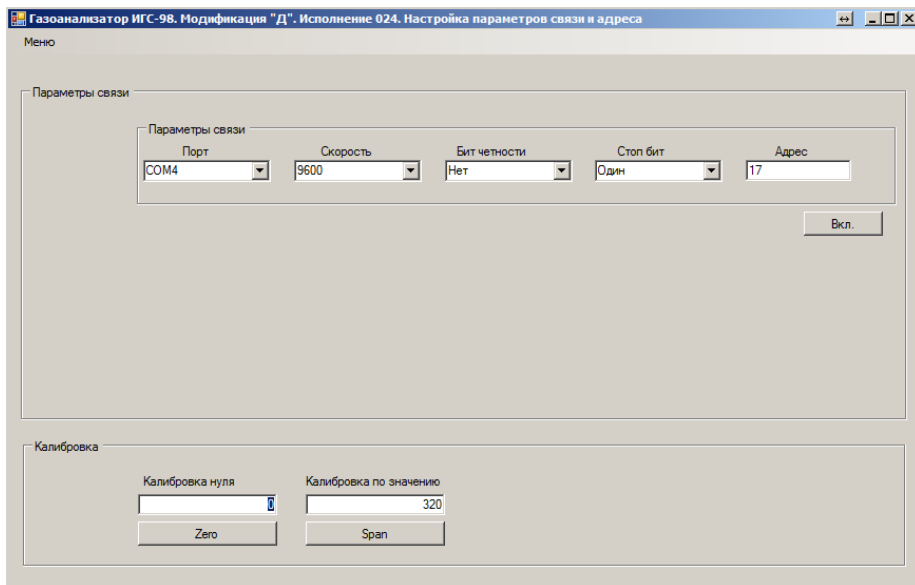 Газоанализатор ИГС-98. Модификация "Д". Исполнение 024. Настройка параметров связи и адреса
Меню
Параметры связи
Параметры связи
Порт Скорость Бит четности Стоп бит Адрес
COM4 9600 Нет Один 17
Вкл.
Калибровка
Калибровка нуля Калибровка по значению
0 320
Zero Span